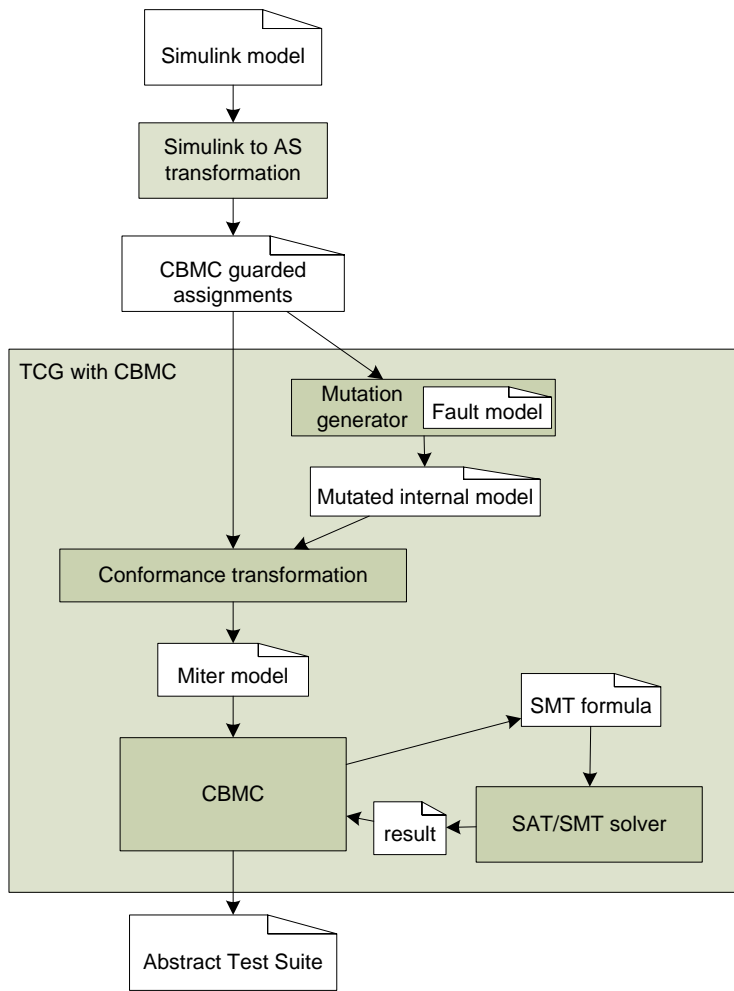 Simulink model
Simulink to AS
transformation
CBMC guarded
assignments
TCG with CBMC
Mutation
generator
Fault model
Mutated internal model
Conformance transformation
Miter model
SMT formula
CBMC
SAT/SMT solver
result
Abstract Test Suite